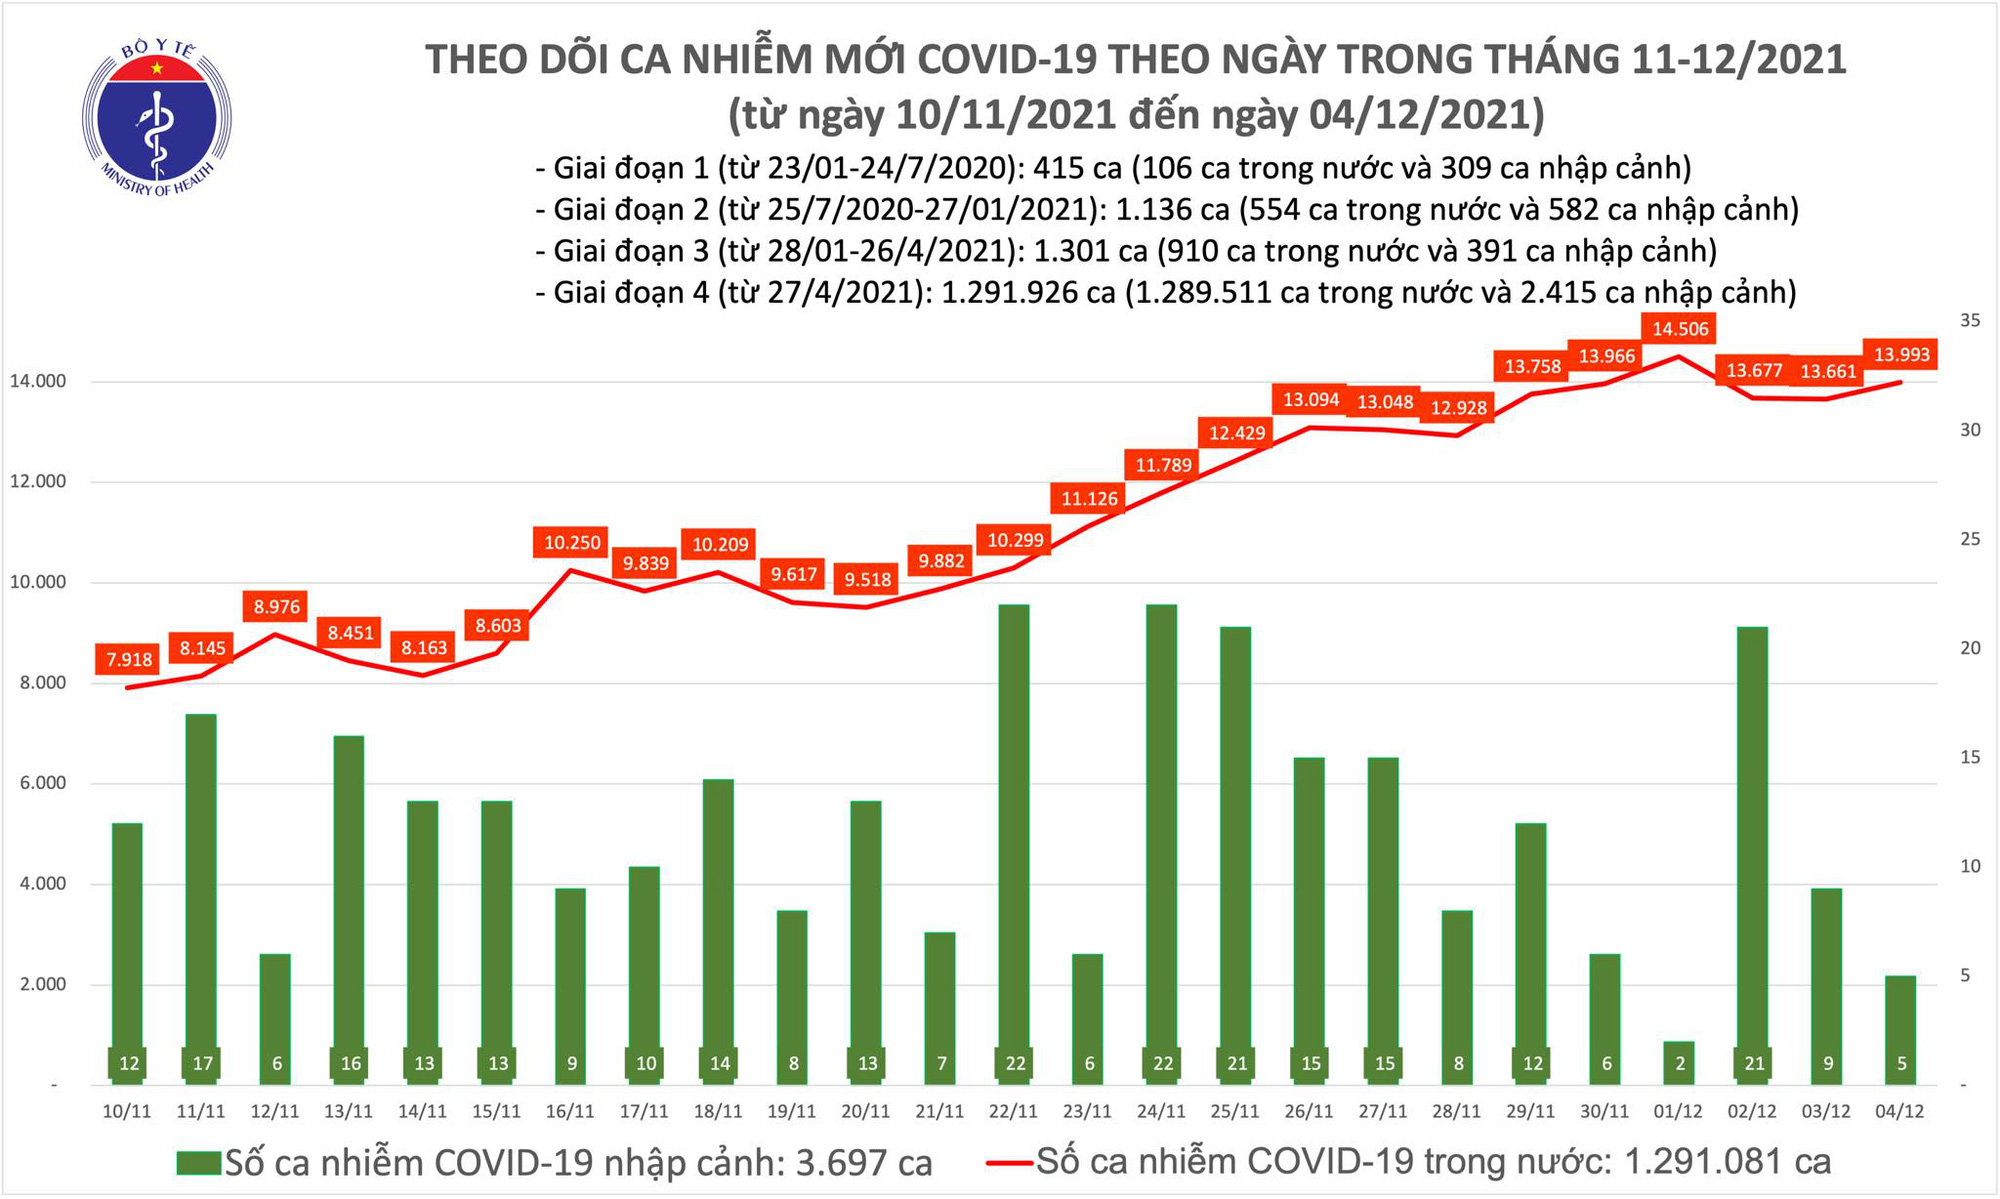 BỘ Y TẾ
MINISTRY OF HEALTH
THEO DÕI CA NHIỄM MỚI COVID-19 THEO NGÀY TRONG THÁNG 11-12/2021
(từ ngày 10/11/2021 đến ngày 04/12/2021)
- Giai đoạn 1 (từ 23/01-24/7/2020): 415 ca (106 ca trong nước và 309 ca nhập cảnh)
- Giai đoạn 2 (từ 25/7/2020-27/01/2021): 1.136 ca (554 ca trong nước và 582 ca nhập cảnh)
- Giai đoạn 3 (từ 28/01-26/4/2021): 1.301 ca (910 ca trong nước và 391 ca nhập cảnh)
- Giai đoạn 4 (từ 27/4/2021): 1.291.926 ca (1.289.511 ca trong nước và 2.415 ca nhập cảnh)
14.000
12.000
10.000
8.000
6.000
4.000
2.000
-
35
30
25
20
15
10
5
-
7.918 8.145 8.976 8.451 8.163 8.603 10.250 9.839 10.209 9.617 9.518 9.882 10.299 11.126 11.789 12.429 13.094 13.048 12.928 13.758 13.966 14.506 13.677 13.661 13.993
12 17 6 16 13 13 9 10 14 8 13 7 22 6 22 21 15 15 8 12 6 2 21 9 5
10/11 11/11 12/11 13/11 14/11 15/11 16/11 17/11 18/11 19/11 20/11 21/11 22/11 23/11 24/11 25/11 26/11 27/11 28/11 29/11 30/11 01/12 02/12 03/12 04/12
Số ca nhiễm COVID-19 nhập cảnh: 3.697 ca Số ca nhiễm COVID-19 trong nước: 1.291.081 ca